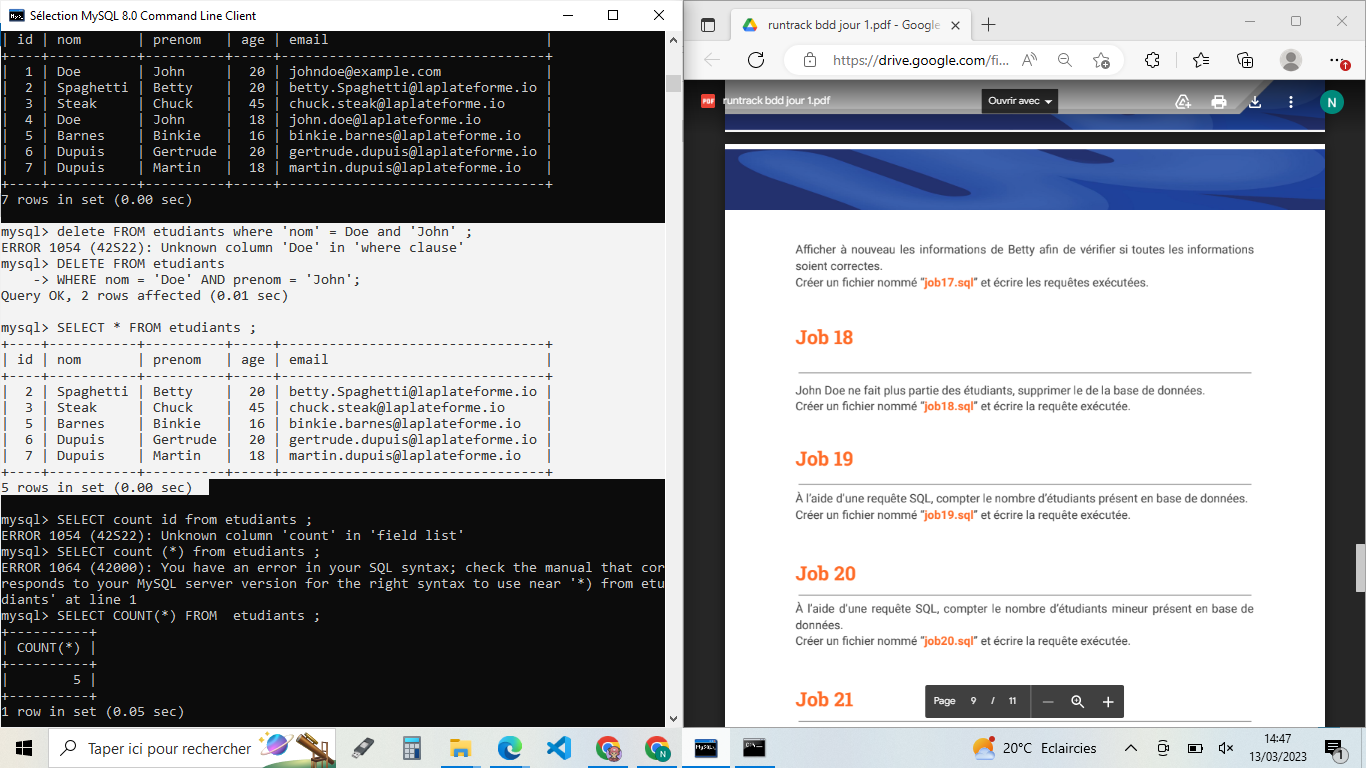 Sélection MySQL 8.0 Command Line Client
| id | nom       | prenom   | age | email                           |
+----+-----------+----------+-----+---------------------------------+
|  1 | Doe       | John     |  20 | johndoe@example.com             |
|  2 | Spaghetti | Betty    |  20 | betty.Spaghetti@laplateforme.io |
|  3 | Steak     | Chuck    |  45 | chuck.steak@laplateforme.io     |
|  4 | Doe       | John     |  18 | john.doe@laplateforme.io        |
|  5 | Barnes    | Binkie   |  16 | binkie.barnes@laplateforme.io   |
|  6 | Dupuis    | Gertrude |  20 | gertrude.dupuis@laplateforme.io |
|  7 | Dupuis    | Martin   |  18 | martin.dupuis@laplateforme.io   |
+----+-----------+----------+-----+---------------------------------+
7 rows in set (0.00 sec)
mysql> delete FROM etudiants where 'nom' = Doe and 'John' ;
ERROR 1054 (42S22): Unknown column 'Doe' in 'where clause'
mysql> DELETE FROM etudiants
    -> WHERE nom = 'Doe' AND prenom = 'John';
Query OK, 2 rows affected (0.01 sec)
mysql> SELECT * FROM etudiants ;
+----+-----------+----------+-----+---------------------------------+
| id | nom       | prenom   | age | email                           |
+----+-----------+----------+-----+---------------------------------+
|  2 | Spaghetti | Betty    |  20 | betty.Spaghetti@laplateforme.io |
|  3 | Steak     | Chuck    |  45 | chuck.steak@laplateforme.io     |
|  5 | Barnes    | Binkie   |  16 | binkie.barnes@laplateforme.io   |
|  6 | Dupuis    | Gertrude |  20 | gertrude.dupuis@laplateforme.io |
|  7 | Dupuis    | Martin   |  18 | martin.dupuis@laplateforme.io   |
+----+-----------+----------+-----+---------------------------------+
5 rows in set (0.00 sec)
mysql> SELECT count id from etudiants ;
ERROR 1054 (42S22): Unknown column 'count' in 'field list'
mysql> SELECT count (*) from etudiants ;
ERROR 1064 (42000): You have an error in your SQL syntax; check the manual that cor
responds to your MySQL server version for the right syntax to use near '*) from etu
diants' at line 1
mysql> SELECT COUNT(*) FROM  etudiants ;
+----------+
| COUNT(*) |
+----------+
|        5 |
+----------+
1 row in set (0.05 sec)
runtrack bdd jour 1.pdf - Google
https://drive.google.com/fi...
PDF runtrack bdd jour 1.pdf
Ouvrir avec
N
Afficher à nouveau les informations de Betty afin de vérifier si toutes les informations
soient correctes.
Créer un fichier nommé “job17.sql” et écrire les requêtes exécutées.
Job 18
John Doe ne fait plus partie des étudiants, supprimer le de la base de données.
Créer un fichier nommé “job18.sql” et écrire la requête exécutée.
Job 19
À l’aide d’une requête SQL, compter le nombre d’étudiants présent en base de données.
Créer un fichier nommé “job19.sql” et écrire la requête exécutée.
Job 20
À l’aide d’une requête SQL, compter le nombre d’étudiants mineur présent en base de
données.
Créer un fichier nommé “job20.sql” et écrire la requête exécutée.
Job 21
Page 9 / 11
Taper ici pour rechercher
N
20°C Eclaircies
14:47
13/03/2023
1